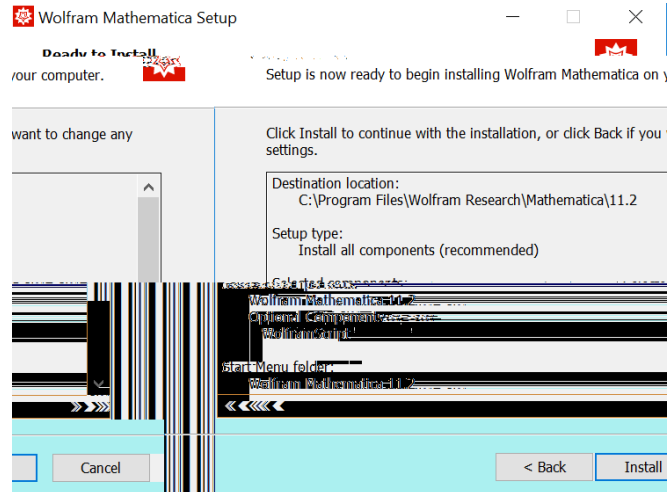 Wolfram Mathematica Setup
Ready to Install
your computer.
Setup is now ready to begin installing Wolfram Mathematica on y
want to change any
Click Install to continue with the installation, or click Back if you
settings.
Destination location:
C:\Program Files\Wolfram Research\Mathematica\11.2
Setup type:
Install all components (recommended)
Selected components:
Wolfram Mathematica 11.2
Optional Component
WolframScript
Start Menu folder:
Wolfram Mathematica 11.2
Cancel
< Back
Install